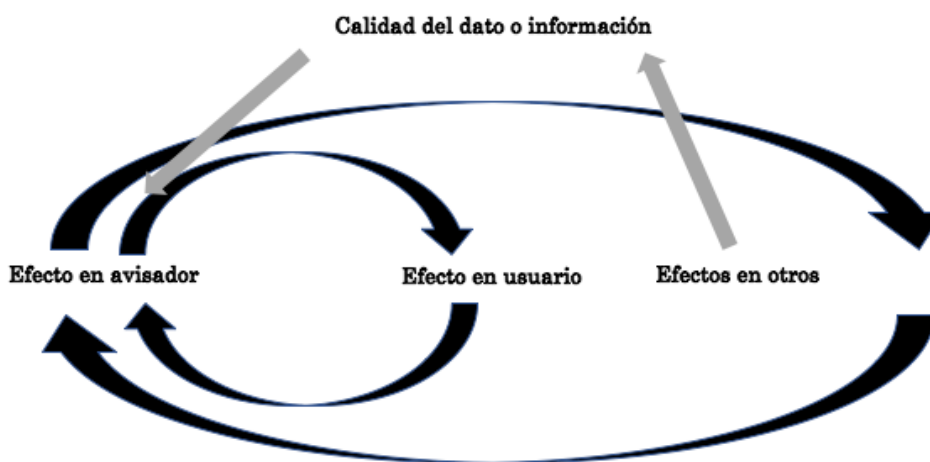 Calidad del dato o información
Efecto en avisador
Efecto en usuario
Efectos en otros